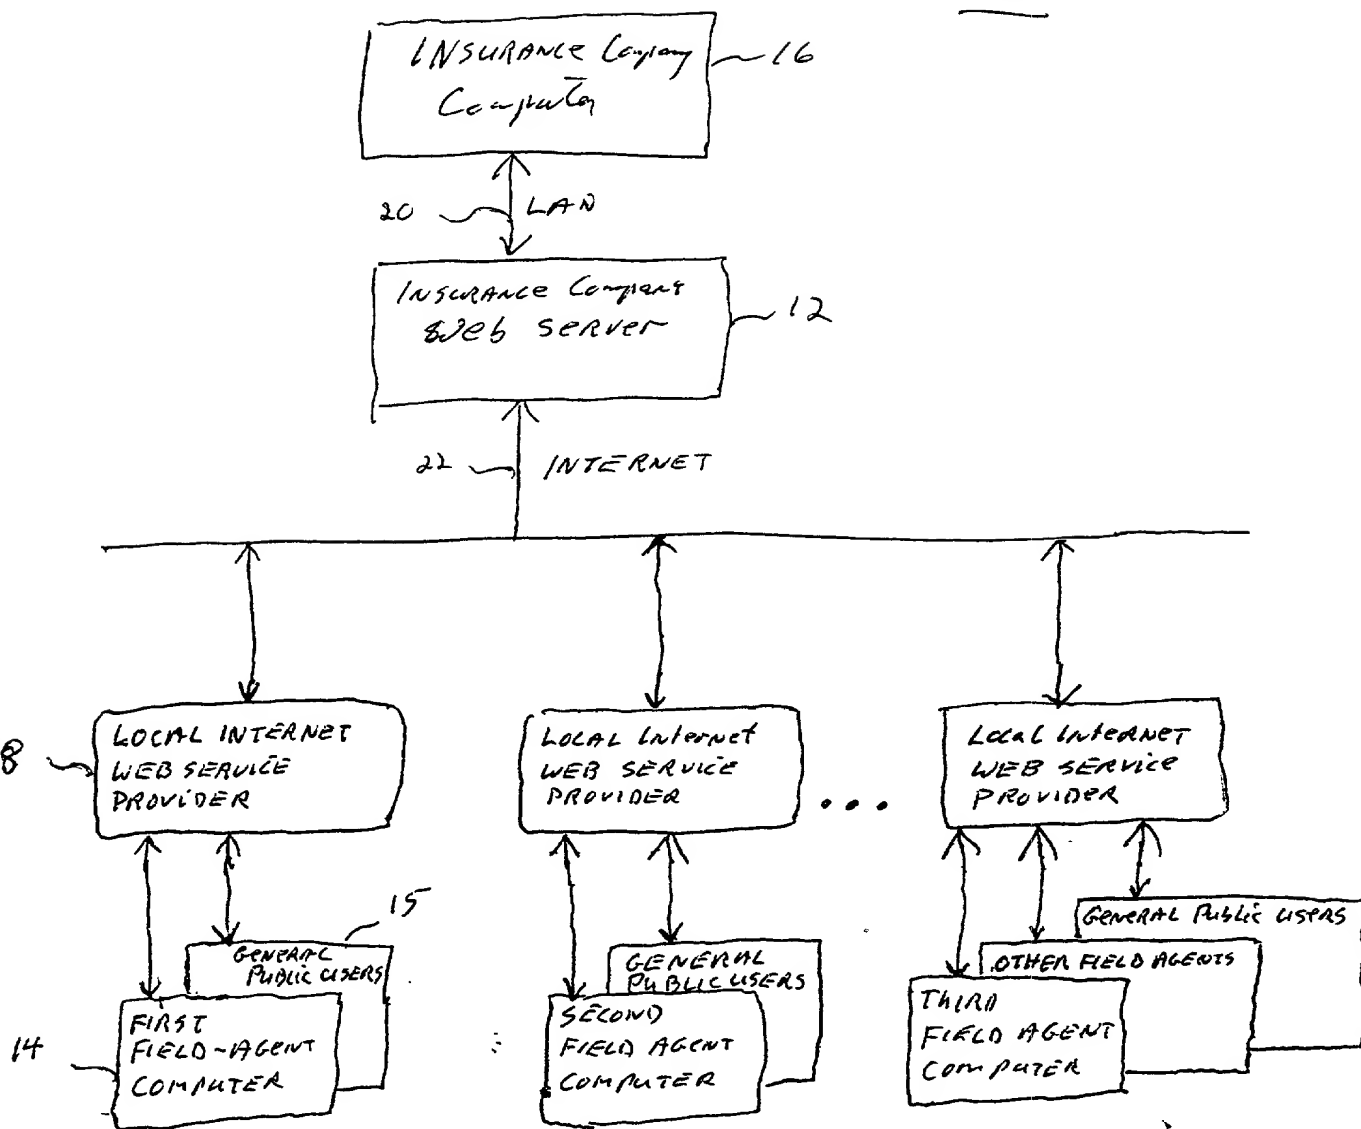 INSURANCE Company
Computer
16
20
LAN
INSURANCE Company
Web Server
12
22
INTERNET
8
LOCAL INTERNET
WEB SERVICE
PROVIDER
LOCAL Internet
WEB SERVICE
PROVIDER
...
Local INTERNET
WEB SERVICE
PROVIDER
15
GENERAL
PUBLIC USERS
GENERAL
PUBLIC USERS
GENERAL Public USERS
OTHER FIELD AGENTS
14
FIRST
FIELD-AGENT
COMPUTER
SECOND
FIELD AGENT
COMPUTER
THIRD
FIELD AGENT
COMPUTER